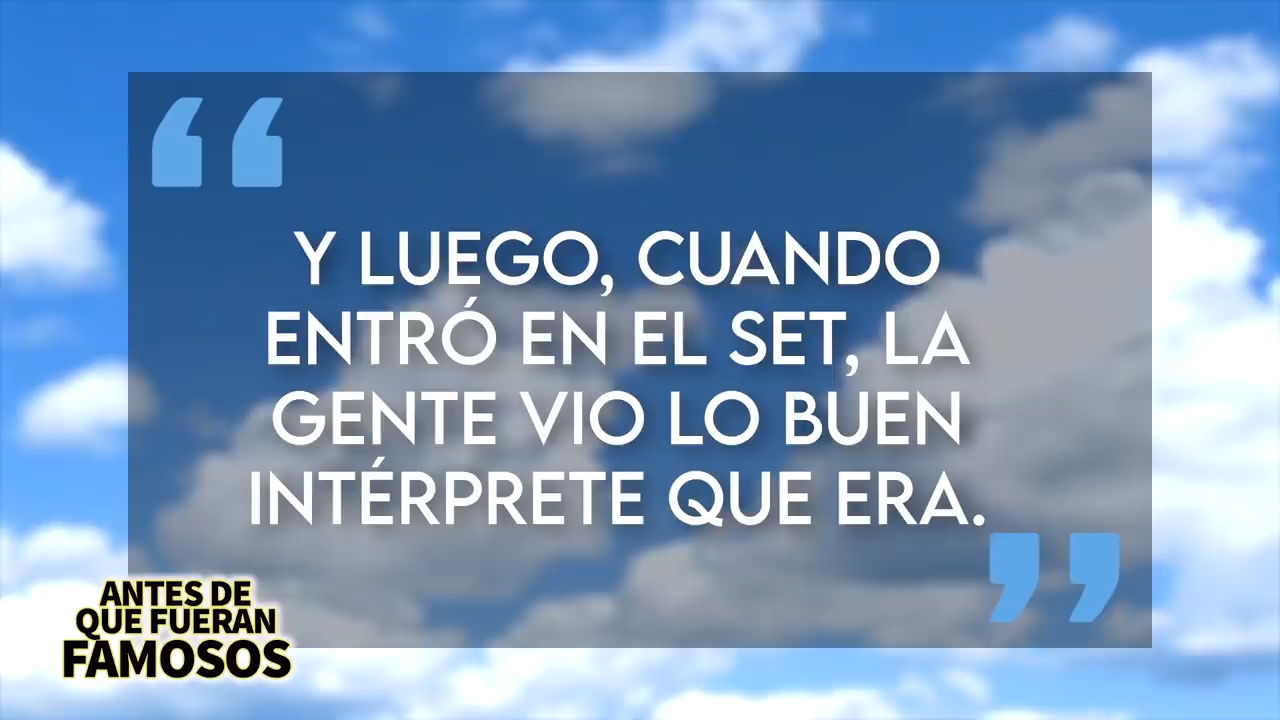 “
Y LUEGO, CUANDO
ENTRÓ EN EL SET, LA
GENTE VIO LO BUEN
INTÉRPRETE QUE ERA.
”
ANTES DE
QUE FUERAN
FAMOSOS